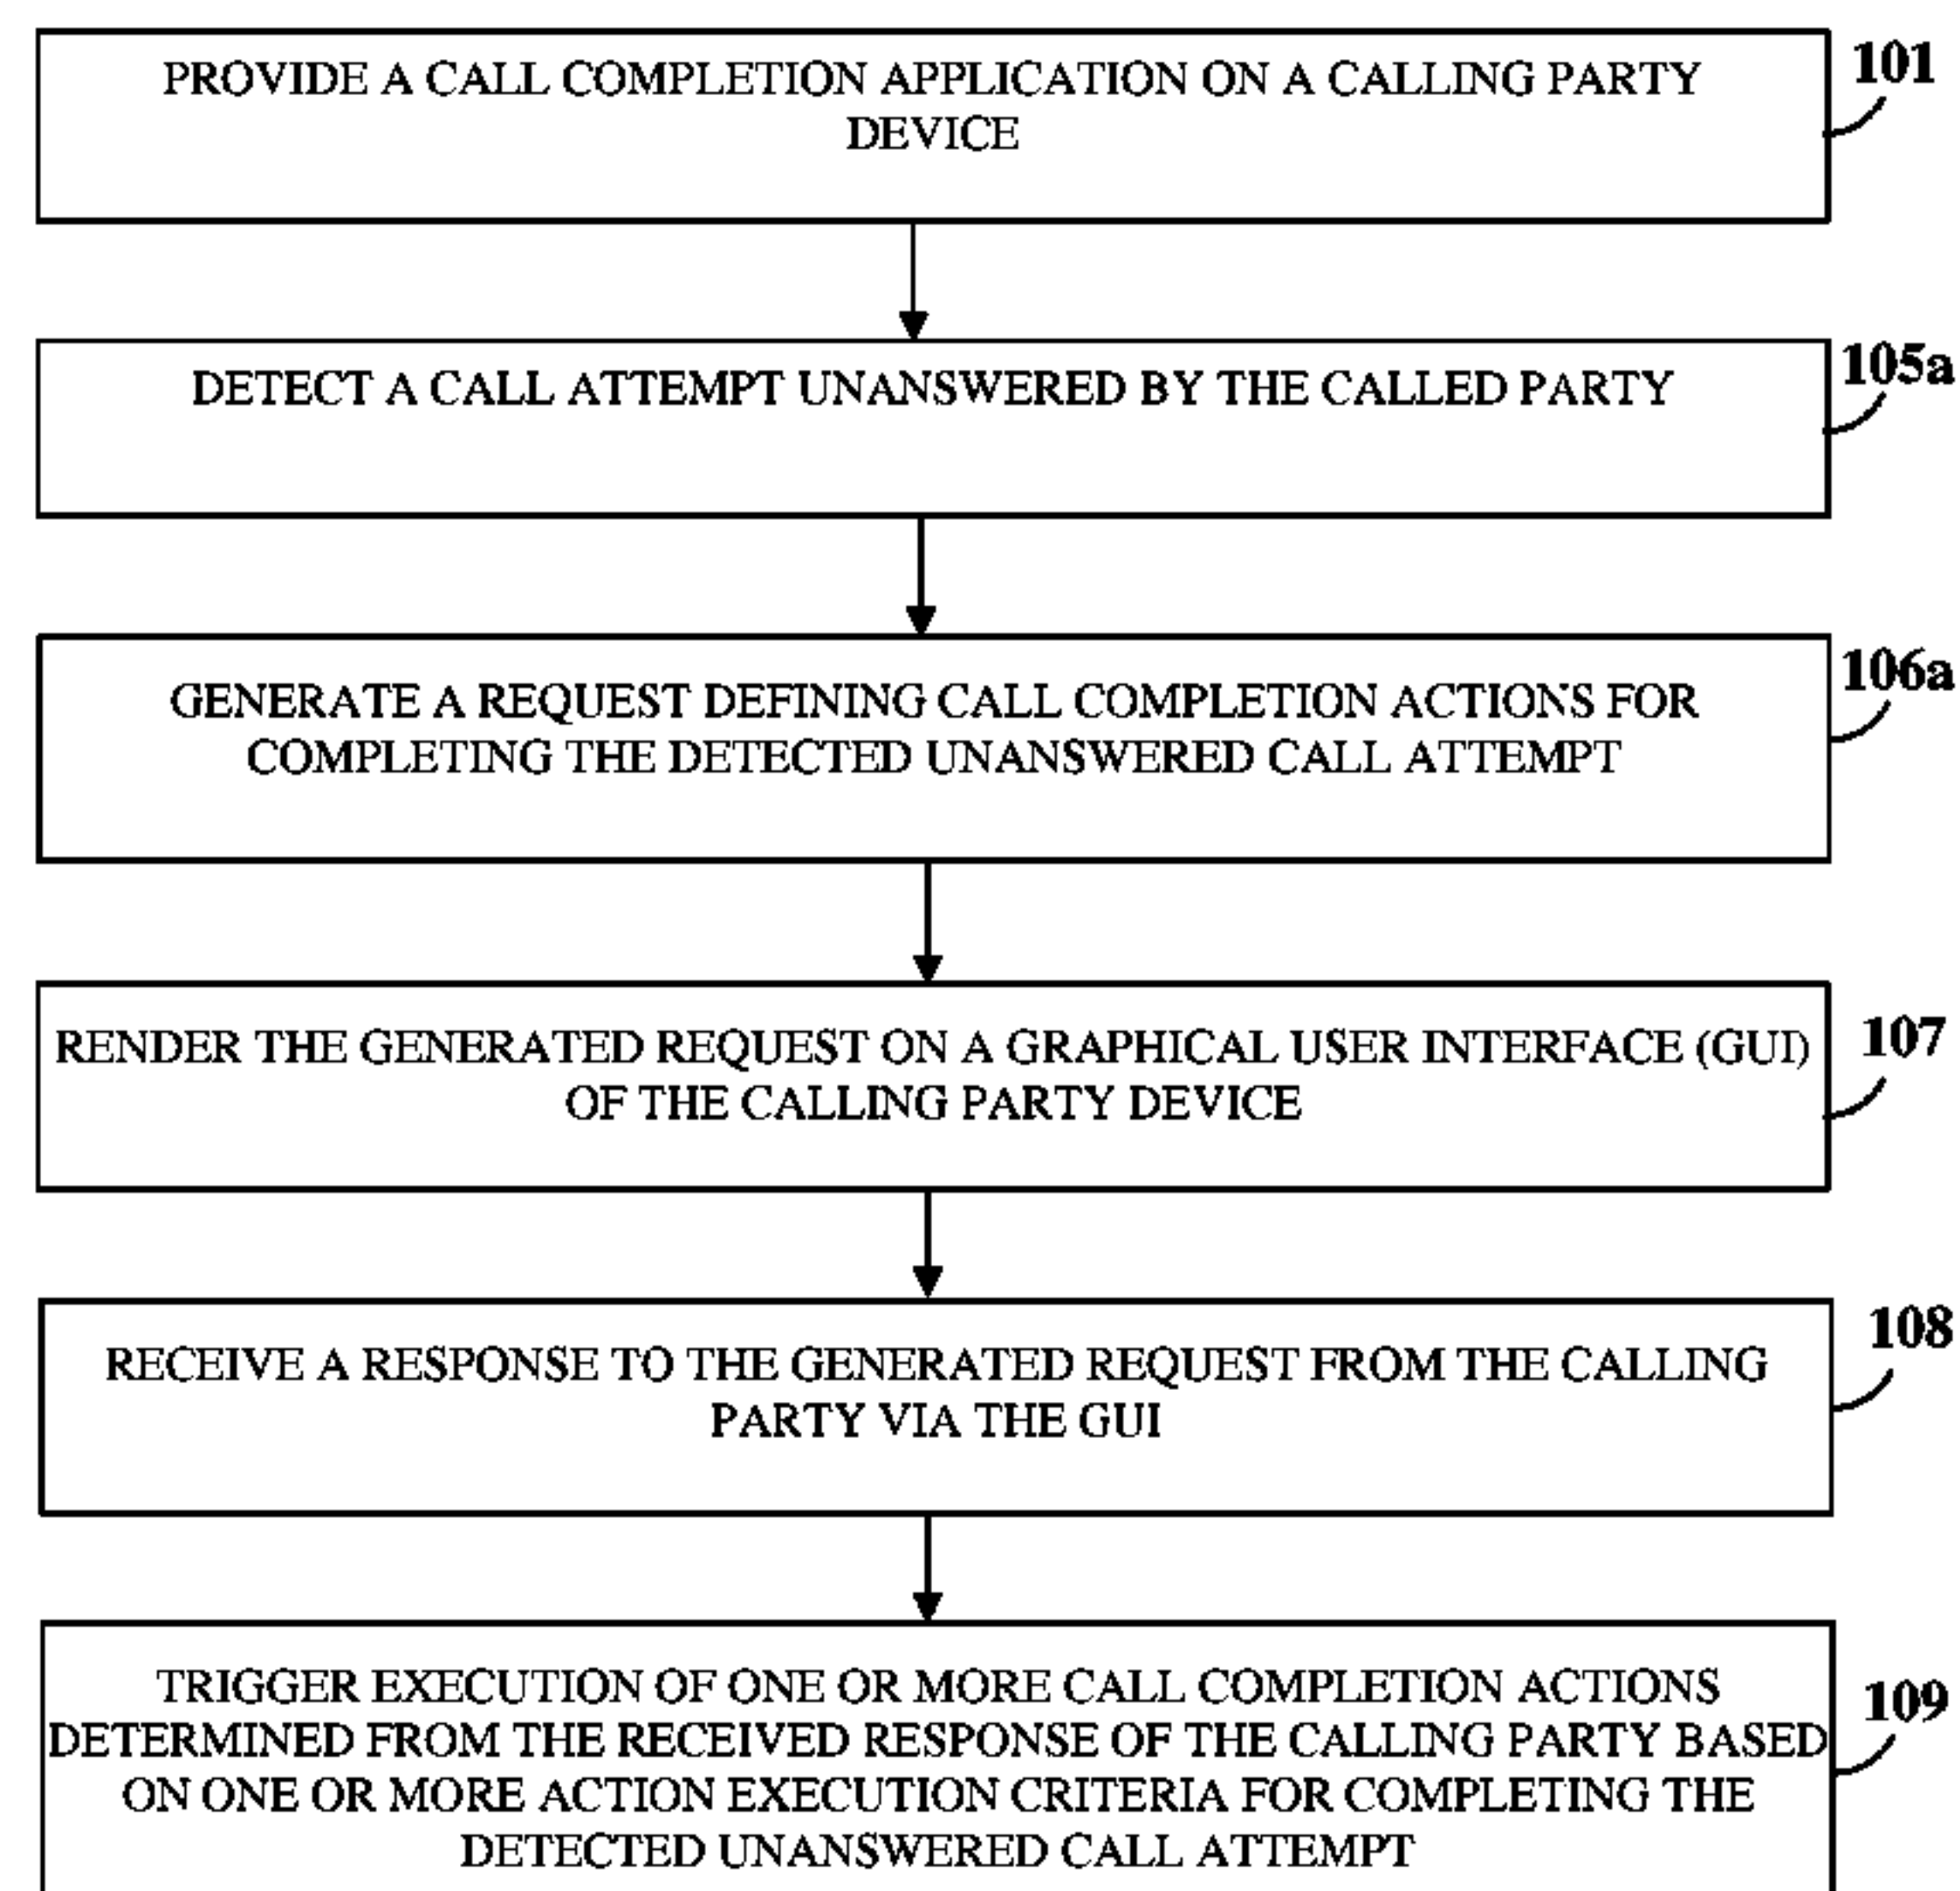 PROVIDE A CALL COMPLETION APPLICATION ON A CALLING PARTY
DEVICE
101
DETECT A CALL ATTEMPT UNANSWERED BY THE CALLED PARTY
105a
GENERATE A REQUEST DEFINING CALL COMPLETION ACTIONS FOR
COMPLETING THE DETECTED UNANSWERED CALL ATTEMPT
106a
RENDER THE GENERATED REQUEST ON A GRAPHICAL USER INTERFACE (GUI)
OF THE CALLING PARTY DEVICE
107
RECEIVE A RESPONSE TO THE GENERATED REQUEST FROM THE CALLING
PARTY VIA THE GUI
108
TRIGGER EXECUTION OF ONE OR MORE CALL COMPLETION ACTIONS
DETERMINED FROM THE RECEIVED RESPONSE OF THE CALLING PARTY BASED
ON ONE OR MORE ACTION EXECUTION CRITERIA FOR COMPLETING THE
DETECTED UNANSWERED CALL ATTEMPT
109